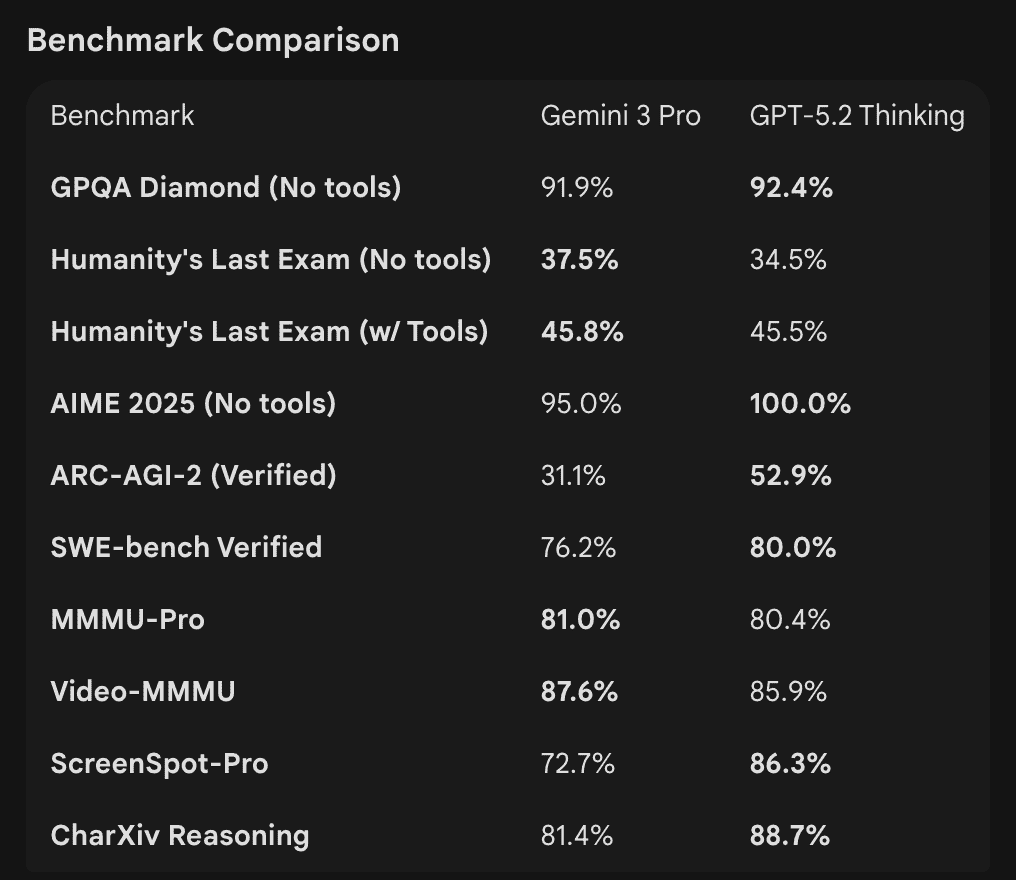 Benchmark Comparison
Benchmark Gemini 3 Pro GPT-5.2 Thinking
GPQA Diamond (No tools) 91.9% 92.4%
Humanity's Last Exam (No tools) 37.5% 34.5%
Humanity's Last Exam (w/ Tools) 45.8% 45.5%
AIME 2025 (No tools) 95.0% 100.0%
ARC-AGI-2 (Verified) 31.1% 52.9%
SWE-bench Verified 76.2% 80.0%
MMMU-Pro 81.0% 80.4%
Video-MMMU 87.6% 85.9%
ScreenSpot-Pro 72.7% 86.3%
CharXiv Reasoning 81.4% 88.7%